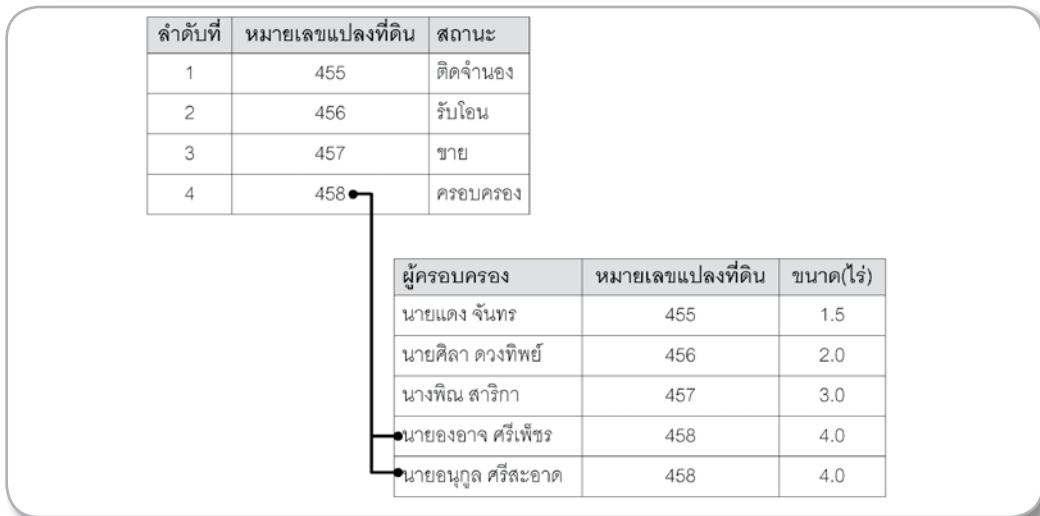 ลำดับที่ หมายเลขแปลงที่ดิน สถานะ
1 455 ติดจำนอง
2 456 รับโอน
3 457 ขาย
4 458 ครอบครอง
ผู้ครอบครอง หมายเลขแปลงที่ดิน ขนาด(ไร่)
นายแดง จันทร 455 1.5
นายศิลา ดวงทิพย์ 456 2.0
นางพิณ สาริกา 457 3.0
นายองอาจ ศรีเพ็ชร 458 4.0
นายอนุกูล ศรีสะอาด 458 4.0